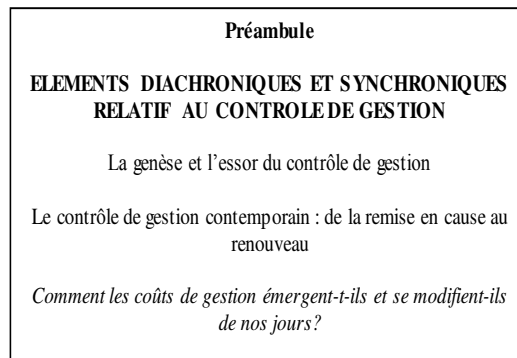 Préambule
ELEMENTS DIACHRONIQUES ET SYNCHRONIQUES
RELATIF AU CONTROLE DE GESTION
La genèse et l'essor du contrôle de gestion
Le contrôle de gestion contemporain : de la remise en cause au
renouveau
Comment les coûts de gestion émergent-t-ils et se modifient-ils
de nos jours?